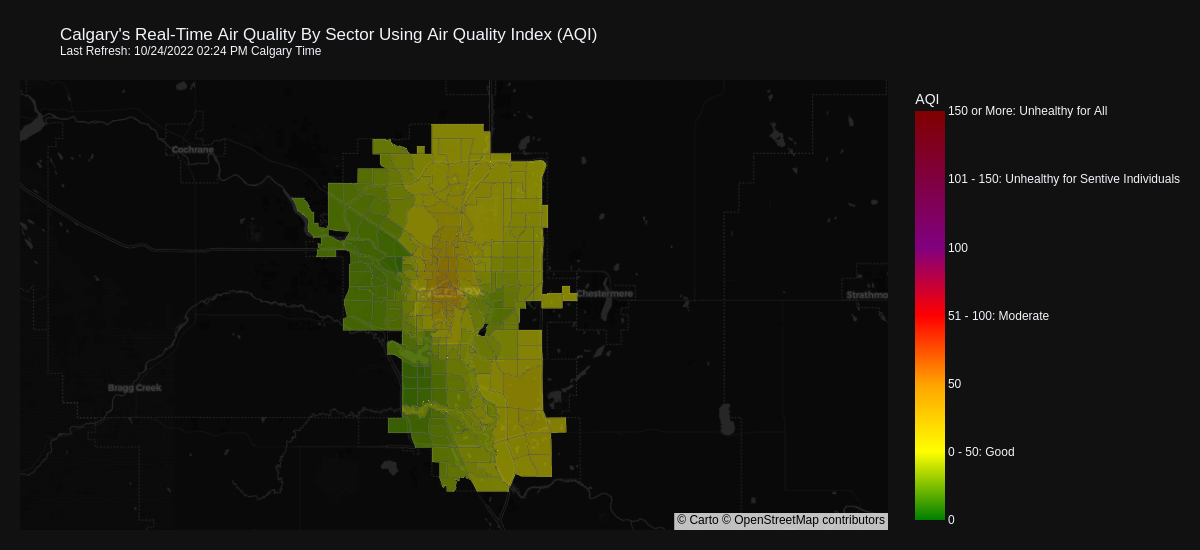 Calgary's Real-Time Air Quality By Sector Using Air Quality Index (AQI)
Last Refresh: 10/24/2022 02:24 PM Calgary Time
AQI
150 or More: Unhealthy for All
Cochrane
101 - 150: Unhealthy for Sentive Individuals
100
Chestermere
Strathmo
51 - 100: Moderate
50
Bragg Creek
0 - 50: Good
0
© Carto © OpenStreetMap contributors